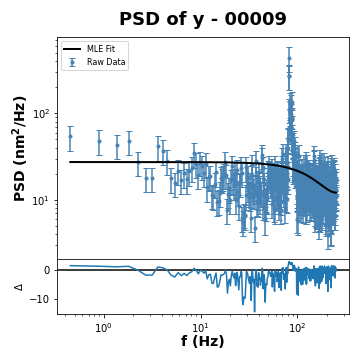 PSD of y - 00009
MLE Fit
Raw Data
PSD (nm²/Hz)
10²
10¹
0
−10
Δ
10⁰
10¹
10²
f (Hz)